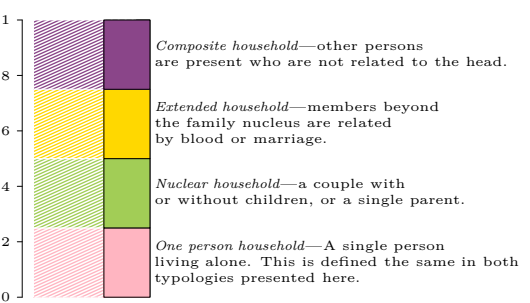 1
Composite household—other persons
are present who are not related to the head.
8
Extended household—members beyond
6
the family nucleus are related
by blood or marriage.
4
Nuclear household—a couple with
or without children, or a single parent.
2
One person household—A single person
living alone. This is defined the same in both
typologies presented here.
0